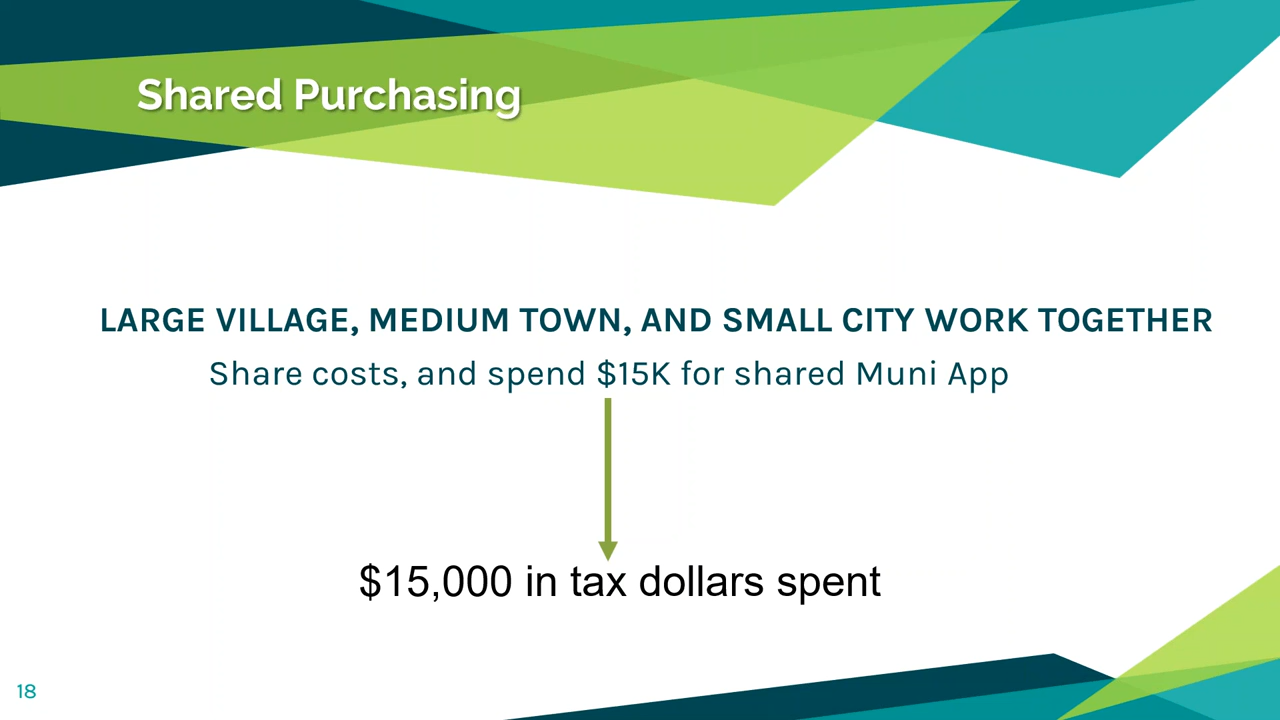 Shared Purchasing
LARGE VILLAGE, MEDIUM TOWN, AND SMALL CITY WORK TOGETHER
Share costs, and spend $15K for shared Muni App
$15,000 in tax dollars spent
18